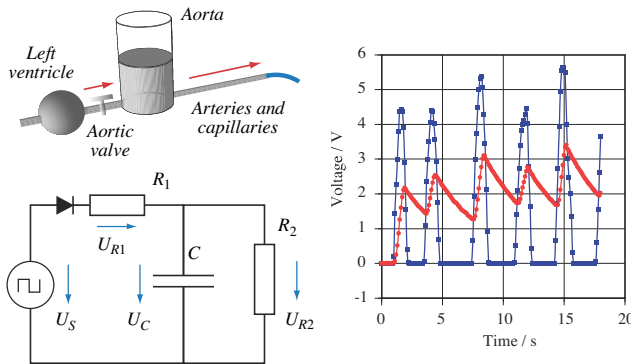 Aorta
Left
ventricle
Aortic
valve
Arteries and
capillaries
R1
R2
UR1
C
US
UC
UR2
Voltage / V
6
5
4
3
2
1
0
-1
0
5
10
15
20
Time / s